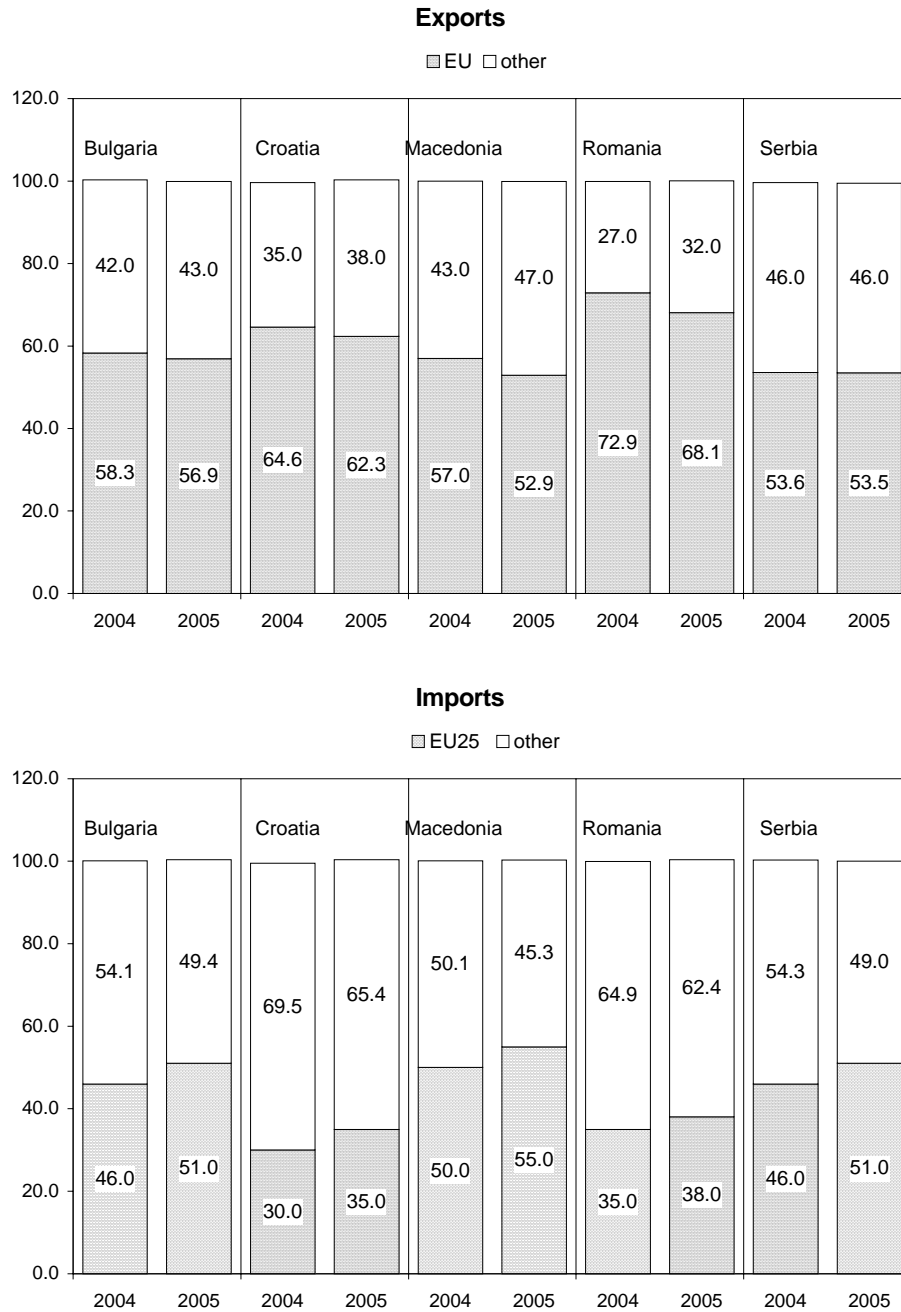 Exports
EU other
120.0
Bulgaria Croatia Macedonia Romania Serbia
100.0
42.0 43.0 35.0 38.0 43.0 47.0 27.0 32.0 46.0 46.0
80.0
60.0
58.3 56.9 64.6 62.3 57.0 52.9 72.9 68.1 53.6 53.5
40.0
20.0
0.0
2004 2005 2004 2005 2004 2005 2004 2005 2004 2005
Imports
EU25 other
120.0
Bulgaria Croatia Macedonia Romania Serbia
100.0
54.1 49.4 69.5 65.4 50.1 45.3 64.9 62.4 54.3 49.0
80.0
60.0
40.0
46.0 51.0 30.0 35.0 50.0 55.0 35.0 38.0 46.0 51.0
20.0
0.0
2004 2005 2004 2005 2004 2005 2004 2005 2004 2005